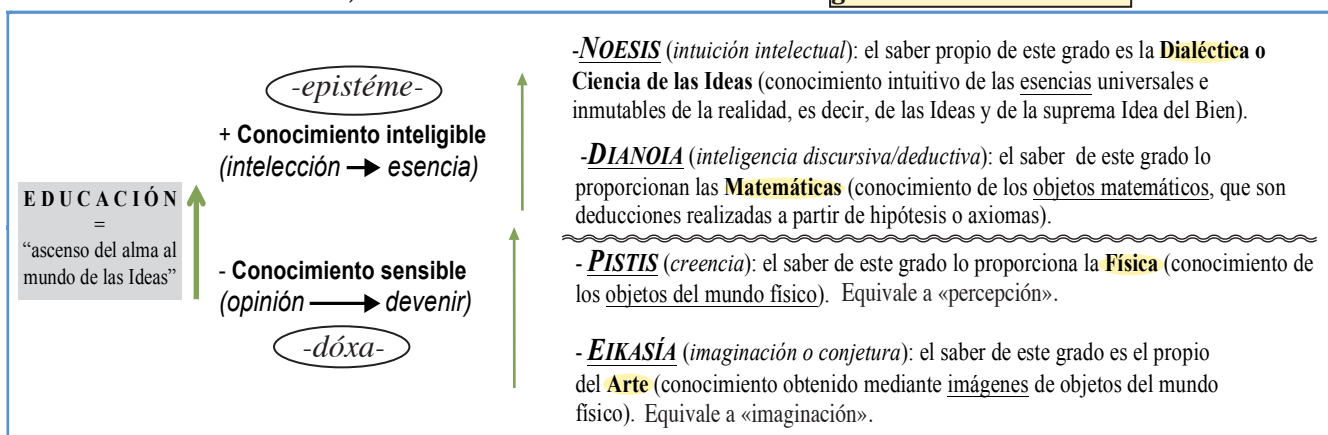 EDUCACIÓN
=
“ascenso del alma al
mundo de las Ideas”
-epistéme-
+ Conocimiento inteligible
(intelección → esencia)
- Conocimiento sensible
(opinión → devenir)
-dóxa-
-NOESIS (intuición intelectual): el saber propio de este grado es la Dialéctica o
Ciencia de las Ideas (conocimiento intuitivo de las esencias universales e
inmutables de la realidad, es decir, de las Ideas y de la suprema Idea del Bien).
-DIANOIA (inteligencia discursiva/deductiva): el saber de este grado lo
proporcionan las Matemáticas (conocimiento de los objetos matemáticos, que son
deducciones realizadas a partir de hipótesis o axiomas).
- PISTIS (creencia): el saber de este grado lo proporciona la Física (conocimiento de
los objetos del mundo físico). Equivale a «percepción».
- EIKASÍA (imaginación o conjetura): el saber de este grado es el propio
del Arte (conocimiento obtenido mediante imágenes de objetos del mundo
físico). Equivale a «imaginación».